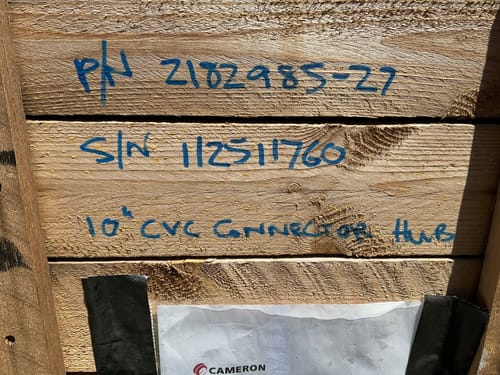 P/N 2182985-27
S/N 112511760
10" CVC CONNECTOR HUB
CAMERON